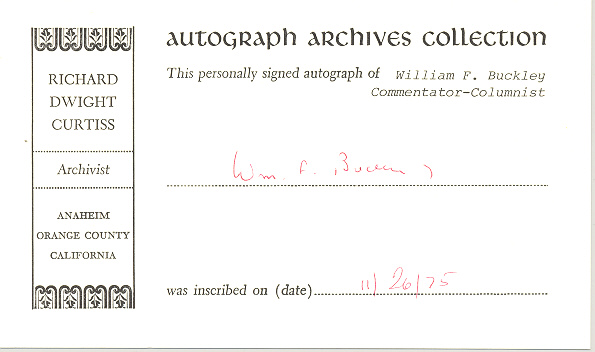 RICHARD
DWIGHT
CURTISS
Archivist
ANAHEIM
ORANGE COUNTY
CALIFORNIA
AUTOGRAPH ARCHIVES COLLECTION
This personally signed autograph of William F. Buckley
Commentator-Columnist
Wm. F. Buckley
was inscribed on (date) 11/26/75